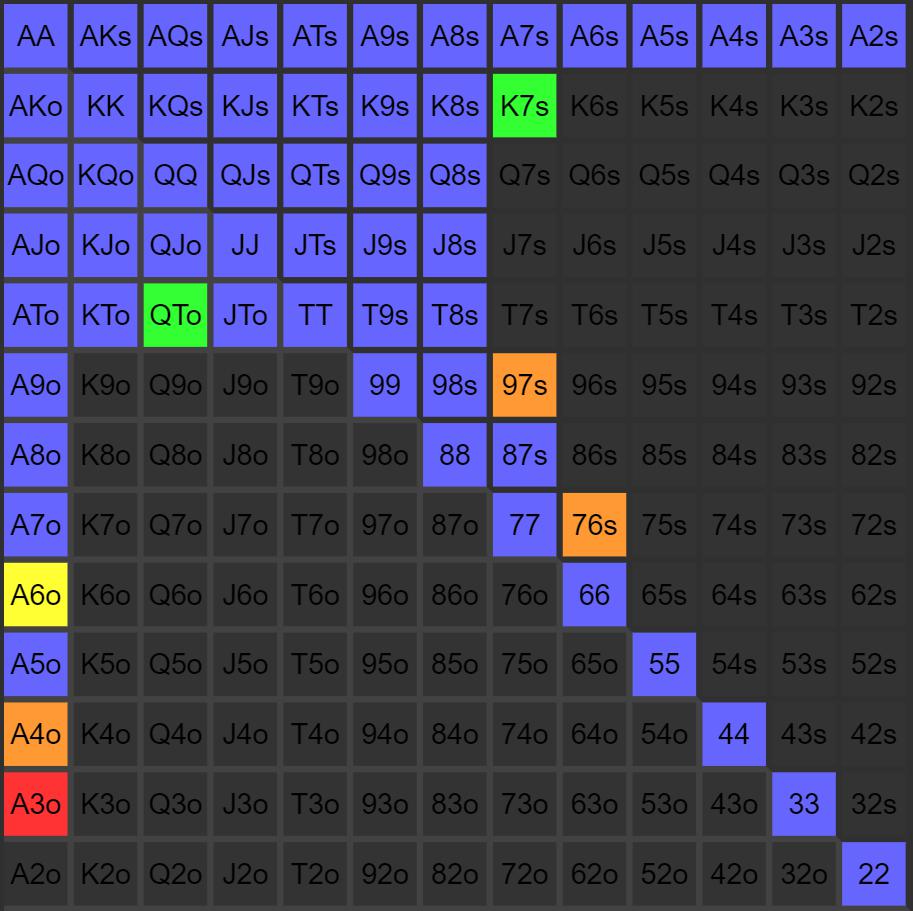 AA AKs AQs AJs ATs A9s A8s A7s A6s A5s A4s A3s A2s
AKo KK KQs KJs KTs K9s K8s K7s K6s K5s K4s K3s K2s
AQo KQo QQ QJs QTs Q9s Q8s Q7s Q6s Q5s Q4s Q3s Q2s
AJo KJo QJo JJ JTs J9s J8s J7s J6s J5s J4s J3s J2s
ATo KTo QTo JTo TT T9s T8s T7s T6s T5s T4s T3s T2s
A9o K9o Q9o J9o T9o 99 98s 97s 96s 95s 94s 93s 92s
A8o K8o Q8o J8o T8o 98o 88 87s 86s 85s 84s 83s 82s
A7o K7o Q7o J7o T7o 97o 87o 77 76s 75s 74s 73s 72s
A6o K6o Q6o J6o T6o 96o 86o 76o 66 65s 64s 63s 62s
A5o K5o Q5o J5o T5o 95o 85o 75o 65o 55 54s 53s 52s
A4o K4o Q4o J4o T4o 94o 84o 74o 64o 54o 44 43s 42s
A3o K3o Q3o J3o T3o 93o 83o 73o 63o 53o 43o 33 32s
A2o K2o Q2o J2o T2o 92o 82o 72o 62o 52o 42o 32o 22